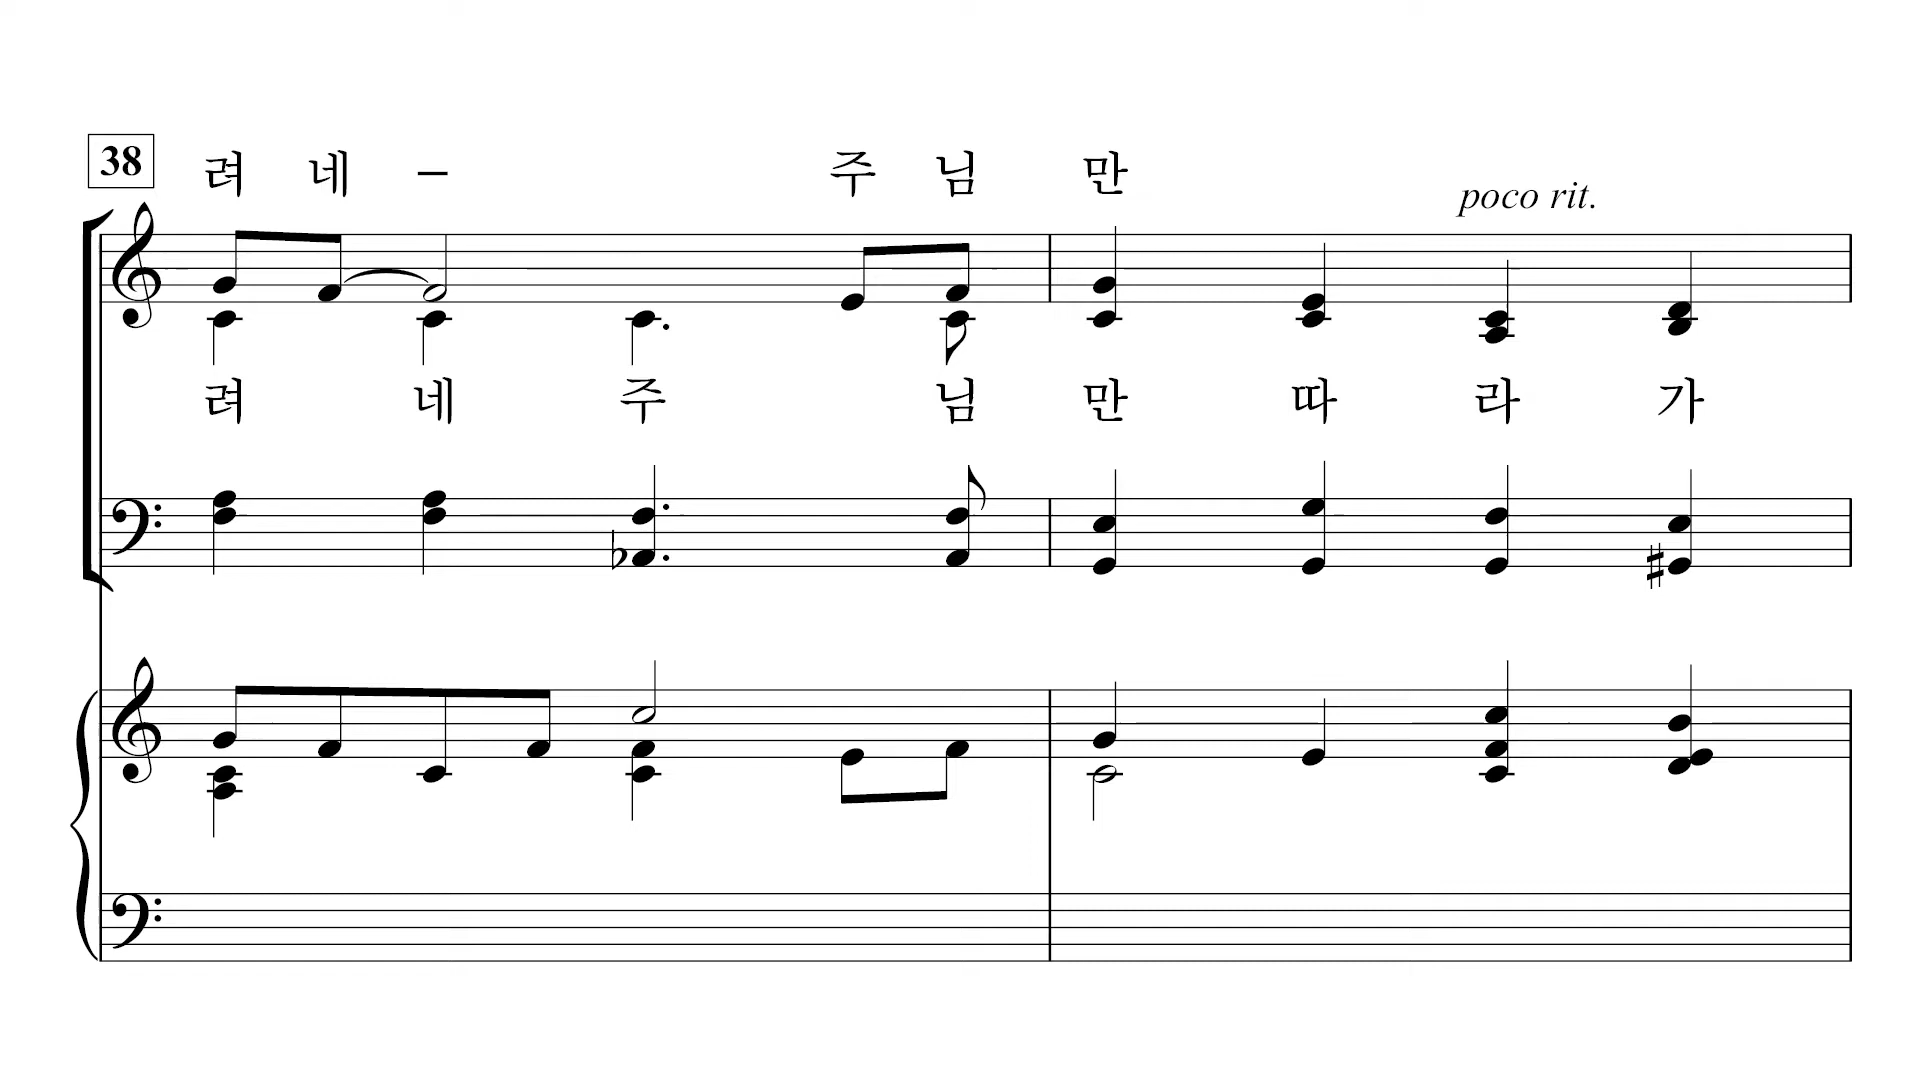 38
려 네 – 주 님 만
poco rit.
려 네 주 님 만 따 라 가